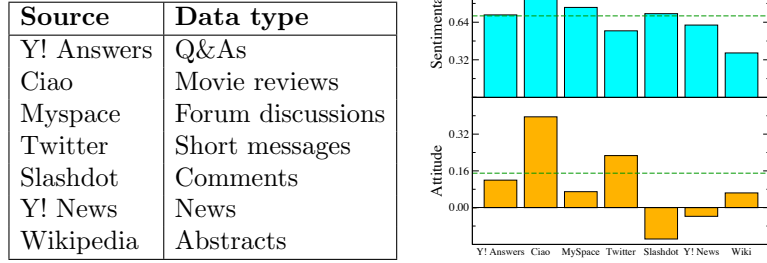 Source Data type
Y! Answers Q&As
Ciao Movie reviews
Myspace Forum discussions
Twitter Short messages
Slashdot Comments
Y! News News
Wikipedia Abstracts
0.64
0.32
0.32
Attitude
0.16
0.00
Y! Answers Ciao MySpace Twitter Slashdot Y! News Wiki